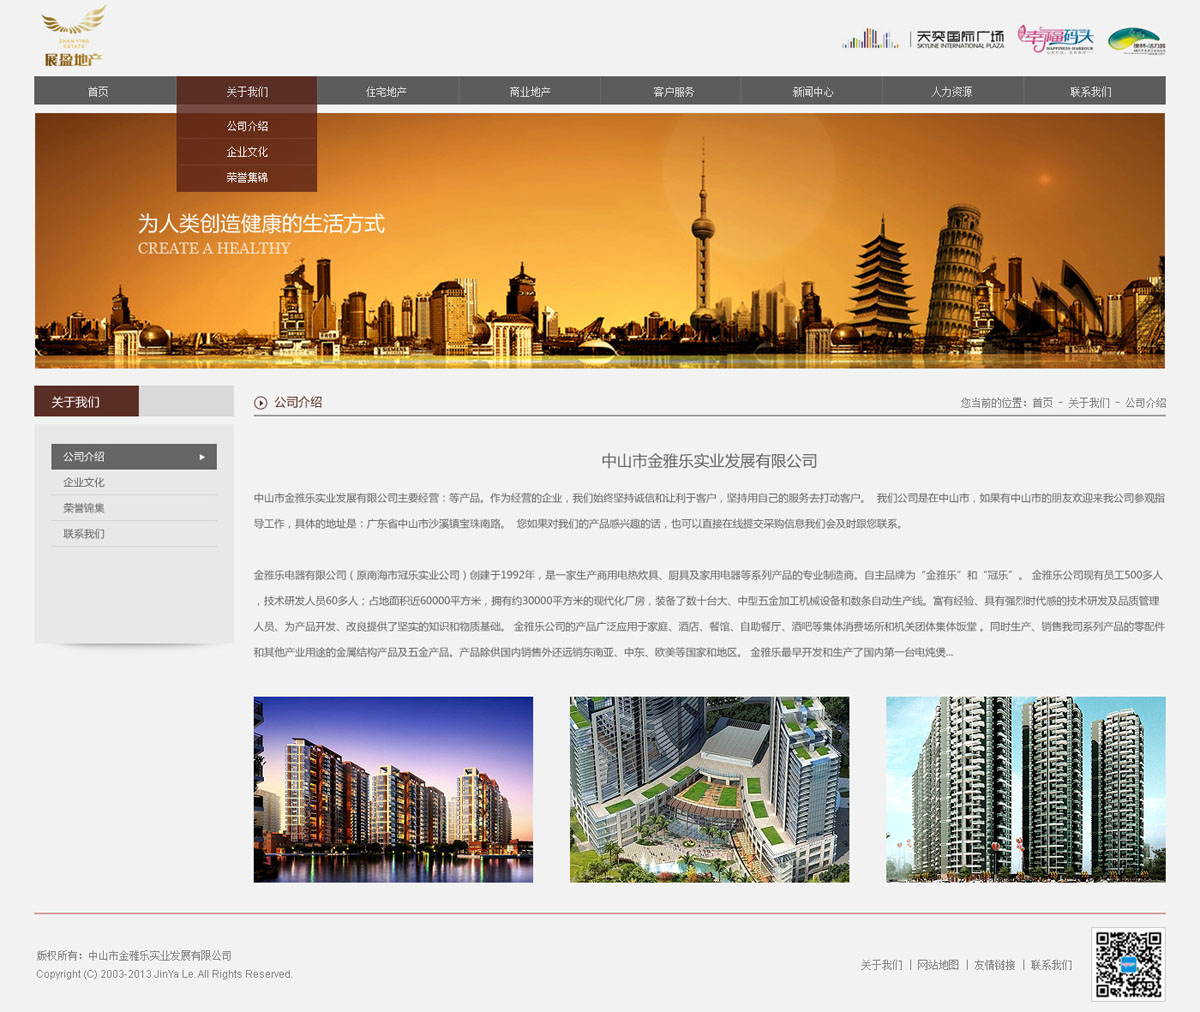 ZHAN YING
ESTATE
展盈地产
天奕国际广场
SKYLINE INTERNATIONAL PLAZA
幸福码头
HAPPINESS HARBOUR
首页
关于我们
住宅地产
商业地产
客户服务
新闻中心
人力资源
联系我们
公司介绍
企业文化
荣誉集锦
为人类创造健康的生活方式
CREATE A HEALTHY
关于我们
公司介绍
企业文化
荣誉锦集
联系我们
公司介绍
您当前的位置：首页 - 关于我们 - 公司介绍
中山市金雅乐实业发展有限公司
中山市金雅乐实业发展有限公司主要经营：等产品。作为经营的企业，我们始终坚持诚信和让利于客户，坚持用自己的服务去打动客户。 我们公司是在中山市，如果有中山市的朋友欢迎来我公司参观指
导工作，具体的地址是：广东省中山市沙溪镇宝珠南路。 您如果对我们的产品感兴趣的话，也可以直接在线提交采购信息我们会及时跟您联系。
金雅乐电器有限公司（原南海市冠乐实业公司）创建于1992年，是一家生产商用电热炊具、厨具及家用电器等系列产品的专业制造商。自主品牌为“金雅乐”和“冠乐”。 金雅乐公司现有员工500多人
，技术研发人员60多人；占地面积近60000平方米，拥有约30000平方米的现代化厂房，装备了数十台大、中型五金加工机械设备和数条自动生产线。富有经验、具有强烈时代感的技术研发及品质管理
人员、为产品开发、改良提供了坚实的知识和物质基础。 金雅乐公司的产品广泛应用于家庭、酒店、餐馆、自助餐厅、酒吧等集体消费场所和机关团体集体饭堂 。同时生产、销售我司系列产品的零配件
和其他产业用途的金属结构产品及五金产品。产品除供国内销售外还远销东南亚、中东、欧美等国家和地区。 金雅乐最早开发和生产了国内第一台电炖煲...
版权所有：中山市金雅乐实业发展有限公司
Copyright (C) 2003-2013 JinYa Le. All Rights Reserved.
关于我们 | 网站地图 | 友情链接 | 联系我们